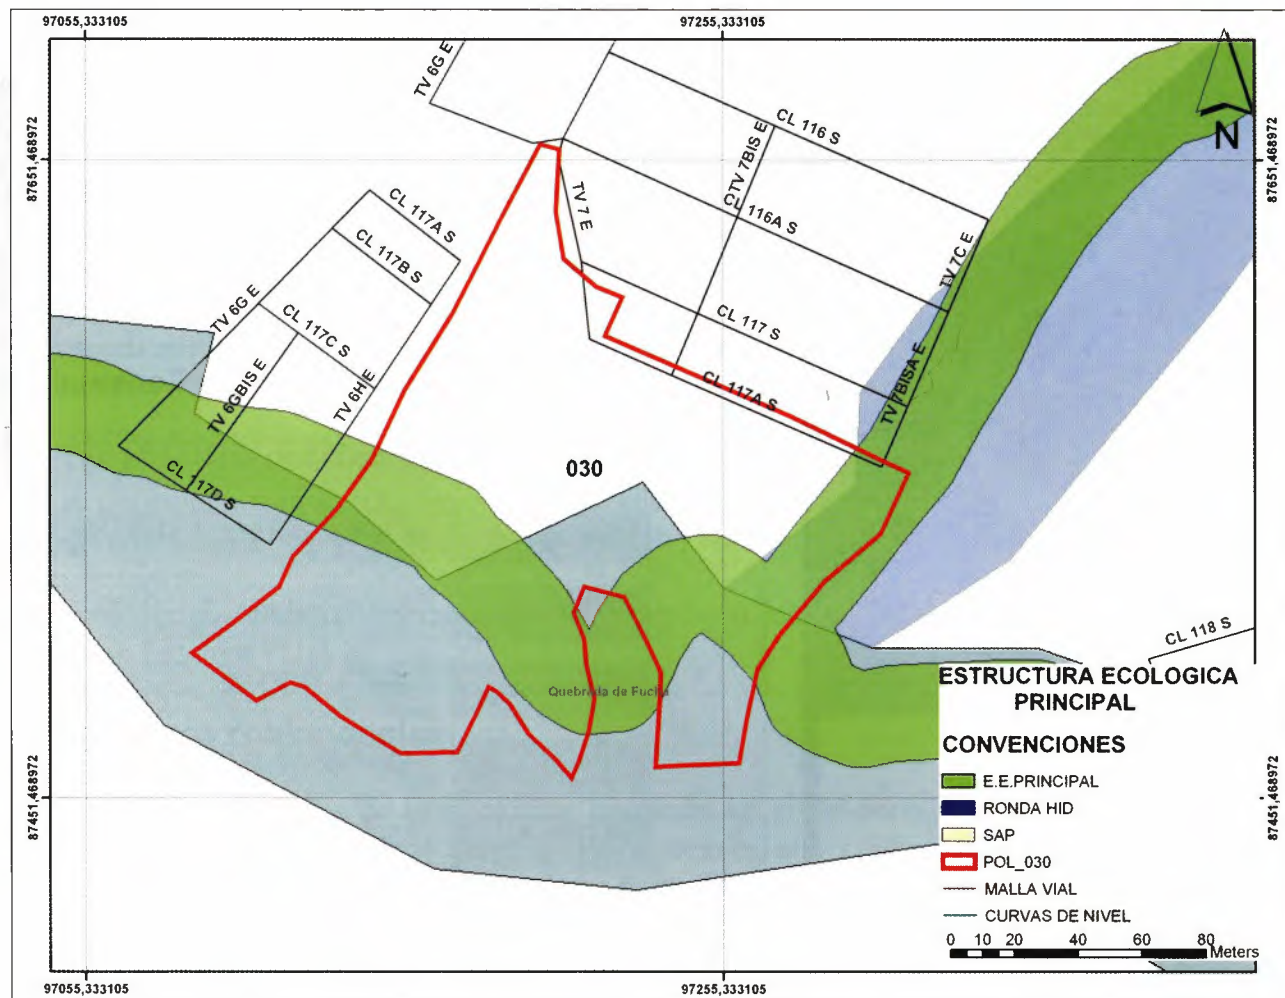 97055,333105
97255,333105
TV 6G E
CL 116 S
TV 7BIS E
N
87651,468972
87651,468972
TV 7 E
CL 117A S
CL 116A S
CL 117B S
TV 7C E
TV 6G E
CL 117C S
CL 117 S
TV 6GBIS E
TV 6H E
CL 117A S
TV 7BISA E
030
CL 117D S
CL 118 S
Quebrada de Fucha
ESTRUCTURA ECOLOGICA
PRINCIPAL
CONVENCIONES
E.E.PRINCIPAL
RONDA HID
SAP
POL_030
MALLA VIAL
CURVAS DE NIVEL
0 10 20 40 60 80
Meters
87451,468972
87451,468972
97055,333105
97255,333105